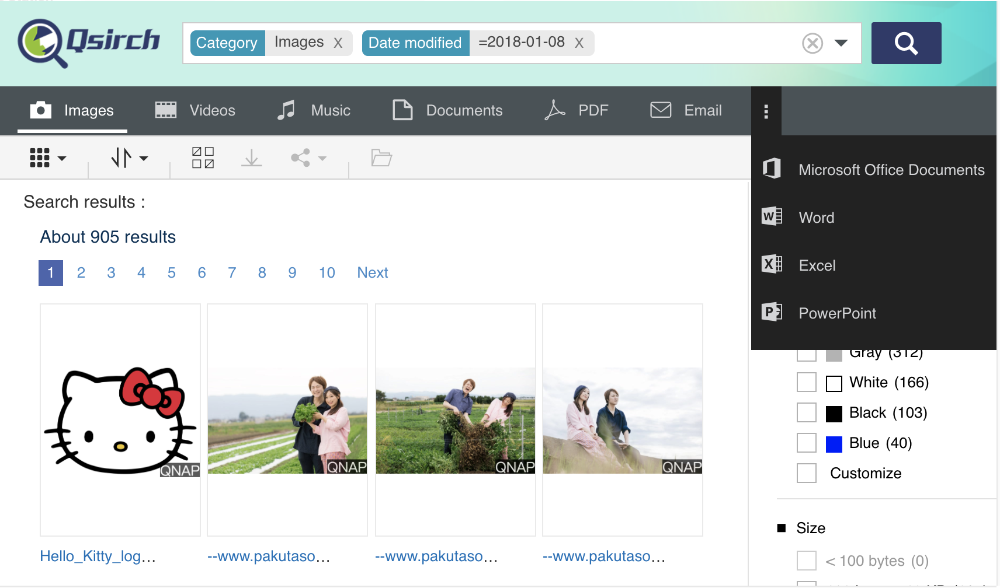 Qsirch
Category Images X Date modified =2018-01-08 X
Images Videos Music Documents PDF Email
Microsoft Office Documents
Word
Excel
PowerPoint
Search results :
About 905 results
1 2 3 4 5 6 7 8 9 10 Next
QNAP QNAP QNAP QNAP
Hello_Kitty_log... --www.pakutaso... --www.pakutaso... --www.pakutaso...
Gray (312)
White (166)
Black (103)
Blue (40)
Customize
Size
< 100 bytes (0)